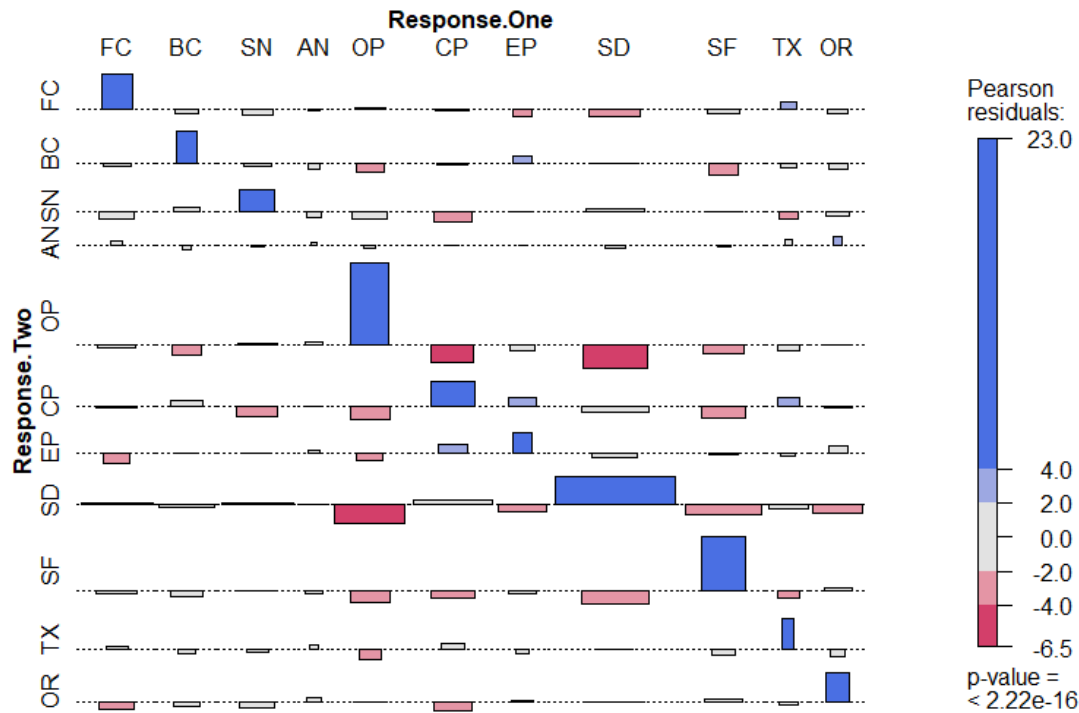 Response.One
FC BC SN AN OP CP EP SD SF TX OR
Response.Two
FC
BC
SN
AN
OP
CP
EP
SD
SF
TX
OR
Pearson
residuals:
23.0
4.0
2.0
0.0
-2.0
-4.0
-6.5
p-value =
< 2.22e-16